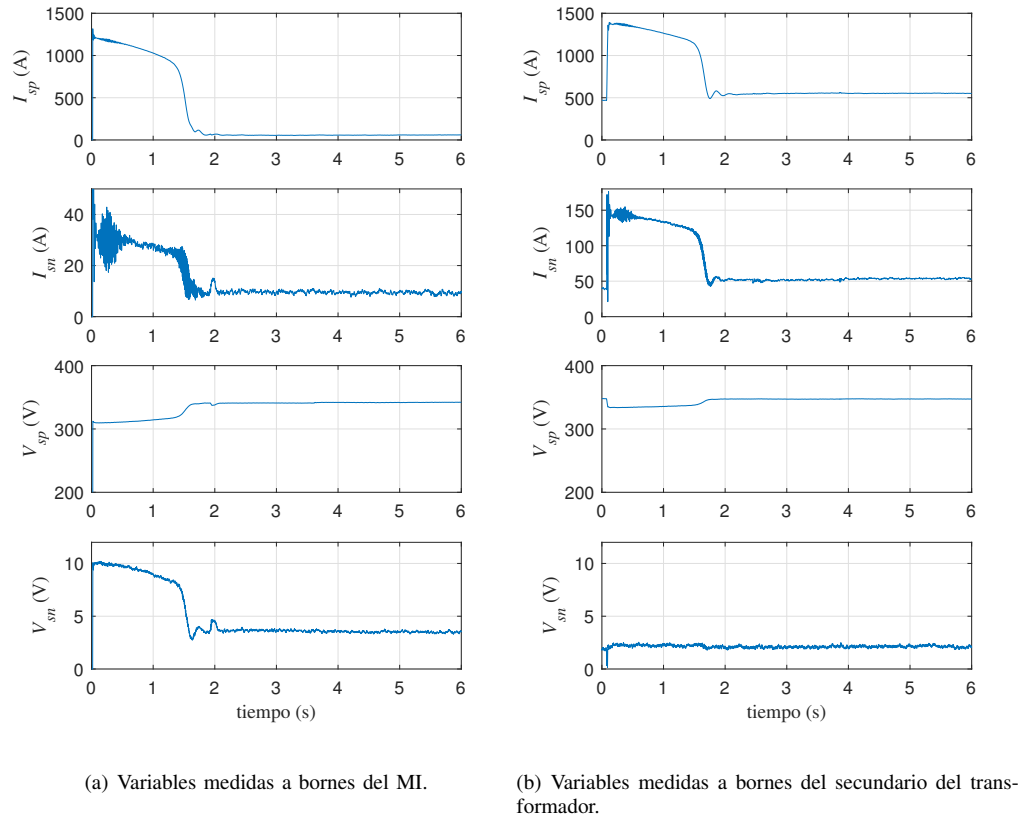 1500
1000
500
0
I_sp (A)
0 1 2 3 4 5 6
40
20
0
I_sn (A)
0 1 2 3 4 5 6
400
300
200
V_sp (V)
0 1 2 3 4 5 6
10
5
0
V_sn (V)
0 1 2 3 4 5 6
tiempo (s)
(a) Variables medidas a bornes del MI.
1500
1000
500
0
I_sp (A)
0 1 2 3 4 5 6
150
100
50
0
I_sn (A)
0 1 2 3 4 5 6
400
300
200
V_sp (V)
0 1 2 3 4 5 6
10
5
0
V_sn (V)
0 1 2 3 4 5 6
tiempo (s)
(b) Variables medidas a bornes del secundario del trans-
formador.